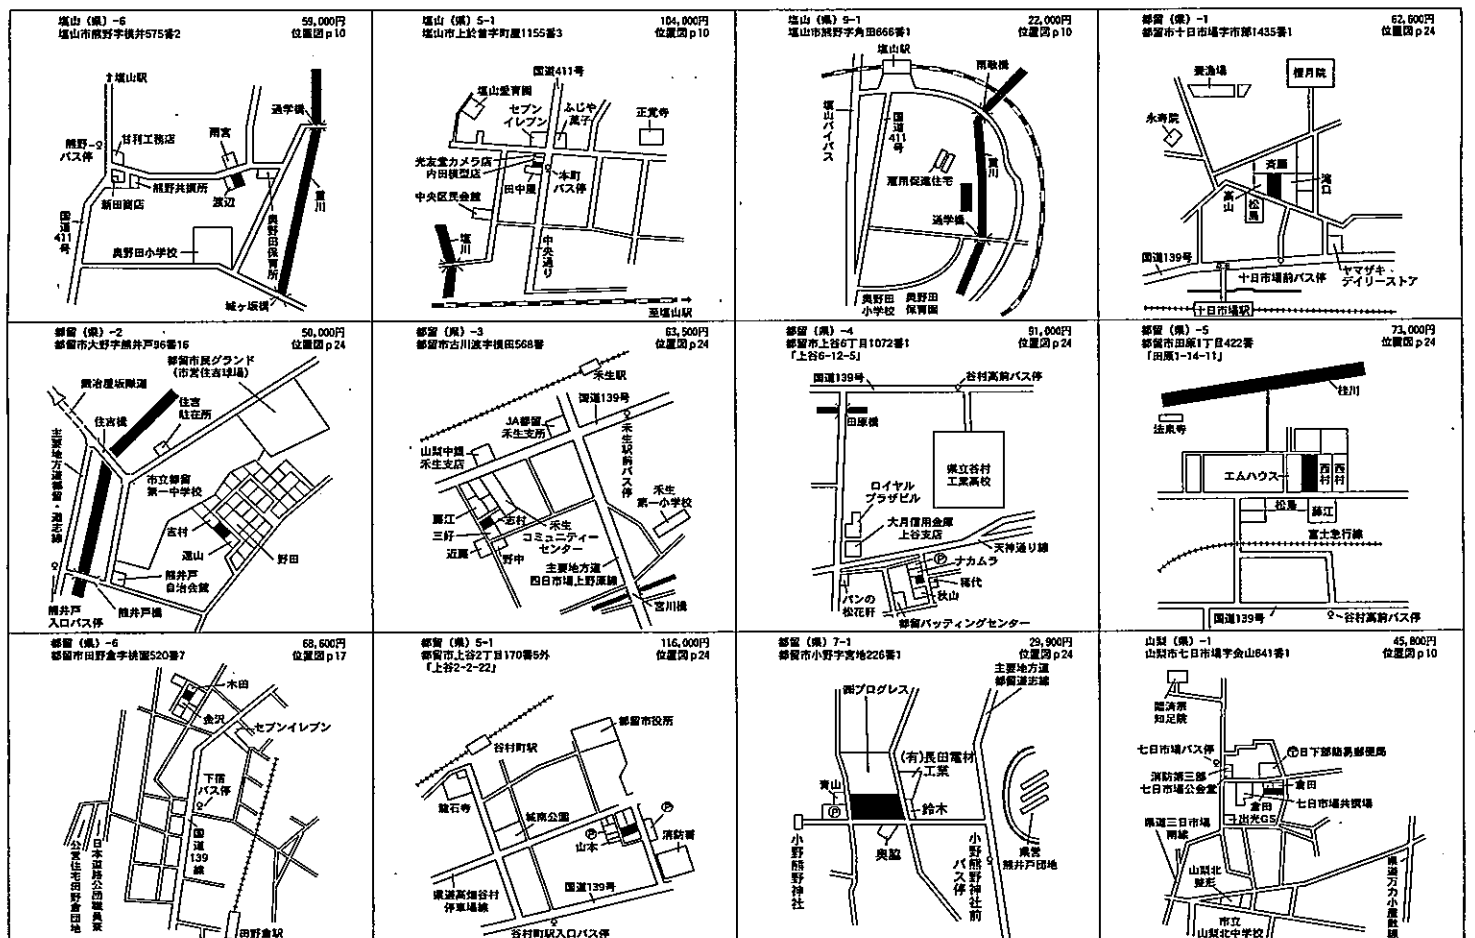 塩山（県）-6
59,000円
塩山市熊野字横井575番2
位置図p10
塩山駅
過学橋
熊野
バス停
甘利工務店
雨宮
新田商店
熊野共撰所
渡辺
重川
国道411号
奥野田小学校
奥野田保育所
城ヶ坂橋
塩山（県）5-1
104,000円
塩山市上於曽字町屋1155番3
位置図p10
国道411号
塩山愛育園
セブン
イレブン
ふじや
菓子
正覚寺
光友堂カメラ店
内田模型店
田中屋
本町
バス停
中央区民会館
塩川
中央通り
至塩山駅
塩山（県）9-1
22,000円
塩山市熊野字角田666番1
位置図p10
塩山駅
雨敬橋
塩山バイパス
国道411号
重川
雇用促進住宅
過学橋
奥野田
小学校
奥野田
保育園
都留（県）-1
62,600円
都留市十日市場字市部1435番1
位置図p24
養漁場
永寿院
斉藤
滝口
高山
松島
国道139号
十日市場前バス停
ヤマザキ
デイリーストア
十日市場駅
都留（県）-2
50,000円
都留市大野字熊井戸96番16
位置図p24
都留市民グランド
（市営住吉球場）
鍛冶屋坂隧道
住吉橋
住吉
駐在所
主要地方道都留・道志線
市立都留
第一中学校
吉村
遠山
野田
熊井戸
自治会館
熊井戸
入口バス停
熊井戸橋
都留（県）-3
63,500円
都留市古川渡字横田568番
位置図p24
禾生駅
国道139号
JA都留
禾生支所
山梨中銀
禾生支店
禾生駅前バス停
禾生
第一小学校
藤江
志村
三好
禾生
コミュニティー
センター
近藤
野中
主要地方道
四日市場上野原線
宮川橋
都留（県）-4
91,000円
都留市上谷6丁目1072番1
位置図p24
「上谷6-12-5」
国道139号
谷村高前バス停
田原橋
県立谷村
工業高校
ロイヤル
プラザビル
大月信用金庫
上谷支店
天神通り線
ナカムラ
パンの
松花軒
稀代
秋山
都留バッティングセンター
都留（県）-5
73,000円
都留市田原1丁目422番
位置図p24
「田原1-14-11」
桂川
法泉寺
エムハウス
西村
西村
松島
藤江
富士急行線
国道139号
谷村高前バス停
都留（県）-6
68,600円
都留市田野倉字桃園520番7
位置図p17
木田
金沢
セブンイレブン
下宿
バス停
国道139線
公営住宅田野倉団地
日本道路公団職員寮
田野倉駅
都留（県）5-1
116,000円
都留市上谷2丁目170番5外
位置図p24
「上谷2-2-22」
都留市役所
谷村町駅
龍石寺
城南公園
P
P
山本
消防署
県道高畑谷村
停車場線
国道139号
谷村町駅入口バス停
都留（県）7-1
29,900円
都留市小野字宮地226番1
位置図p24
主要地方道
都留道志線
㈱プログレス
（有）長田電材
工業
青山
P
鈴木
奥脇
小野熊野神社
小野熊野神社前
バス停
県営
熊井戸団地
山梨（県）-1
45,800円
山梨市七日市場字会山641番1
位置図p10
臨済宗
知足院
七日市場バス停
日下部簡易郵便局
消防第三部
七日市場公会堂
倉田
倉田
七日市場共撰場
出光GS
県道三日市場
南線
山梨北
整形
市立
山梨北中学校
県道万力小屋敷線